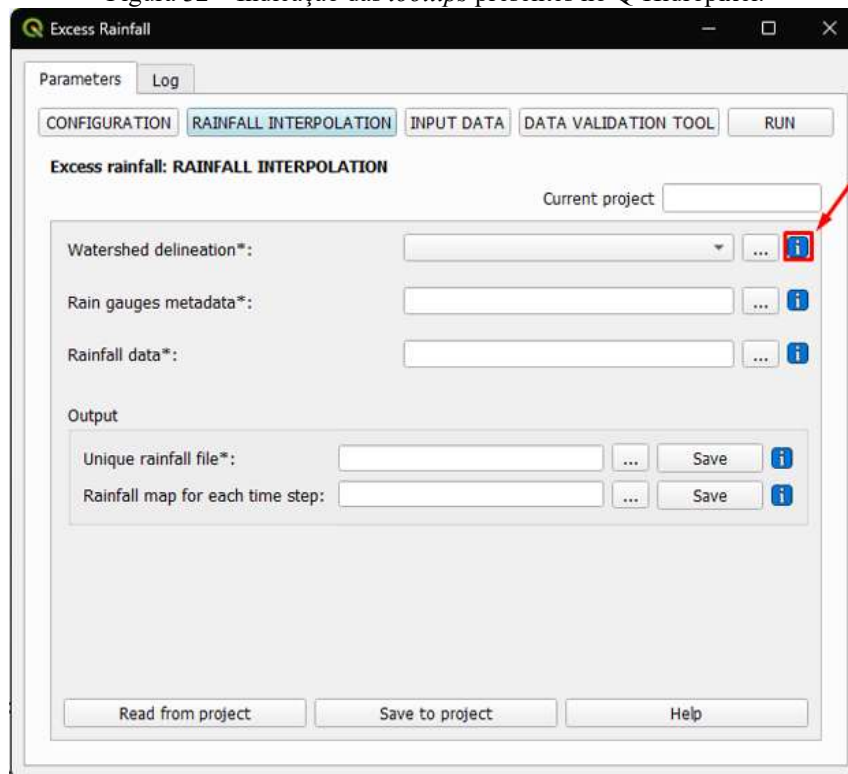 Excess Rainfall
Parameters Log
CONFIGURATION RAINFALL INTERPOLATION INPUT DATA DATA VALIDATION TOOL RUN
Excess rainfall: RAINFALL INTERPOLATION
Current project
Watershed delineation*: ... i
Rain gauges metadata*: ... i
Rainfall data*: ... i
Output
Unique rainfall file*: ... Save i
Rainfall map for each time step: ... Save i
Read from project Save to project Help